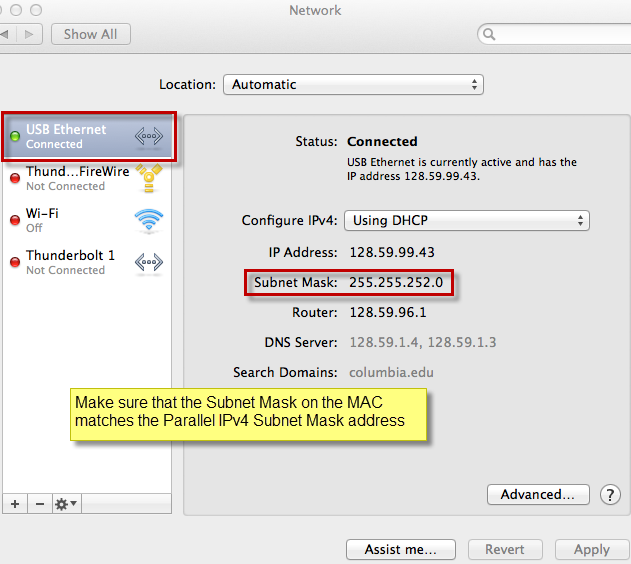 Network
Show All
Location: Automatic
USB Ethernet
Connected
Thund...FireWire
Not Connected
Wi-Fi
Off
Thunderbolt 1
Not Connected
Status: Connected
USB Ethernet is currently active and has the
IP address 128.59.99.43.
Configure IPv4: Using DHCP
IP Address: 128.59.99.43
Subnet Mask: 255.255.252.0
Router: 128.59.96.1
DNS Server: 128.59.1.4, 128.59.1.3
Search Domains: columbia.edu
Make sure that the Subnet Mask on the MAC
matches the Parallel IPv4 Subnet Mask address
+ −
Advanced... ?
Assist me... Revert Apply